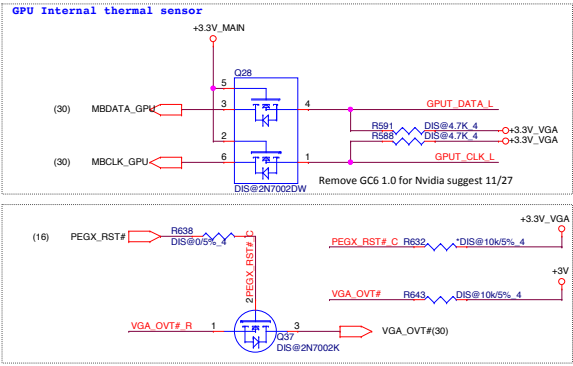 GPU Internal thermal sensor
+3.3V_MAIN
Q28
5
(30) MBDATA_GPU 3 4 GPUT_DATA_L
R591 DIS@4.7K_4 +3.3V_VGA
R588 DIS@4.7K_4 +3.3V_VGA
2
(30) MBCLK_GPU 6 1 GPUT_CLK_L
DIS@2N7002DW
Remove GC6 1.0 for Nvidia suggest 11/27
+3.3V_VGA
(16) PEGX_RST# R638
DIS@0/5%_4
PEGX_RST#_C
PEGX_RST#_C R632 *DIS@10k/5%_4
+3V
VGA_OVT# R643 DIS@10k/5%_4
2
VGA_OVT#_R 1 3 VGA_OVT#(30)
Q37
DIS@2N7002K